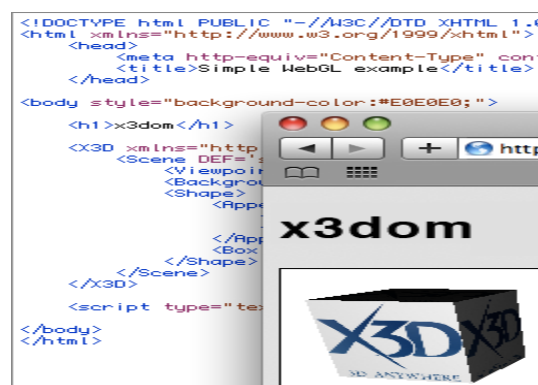 <!DOCTYPE html PUBLIC "-//W3C//DTD XHTML 1.
<html xmlns="http://www.w3.org/1999/xhtml">
<head>
<meta http-equiv="Content-Type" con
<title>Simple WebGL example</title>
</head>
<body style="background-color:#E0E0E0;">
<h1>x3dom</h1>
<X3D xmlns="http
<Scene DEF='
<Viewpoin
<Backgrou
<Shape>
<Appe
</App
<Box
</Shape>
</Scene>
</X3D>
<script type="tex
</body>
</html>
+ http
x3dom
X3D X3D
3D ANYWHERE